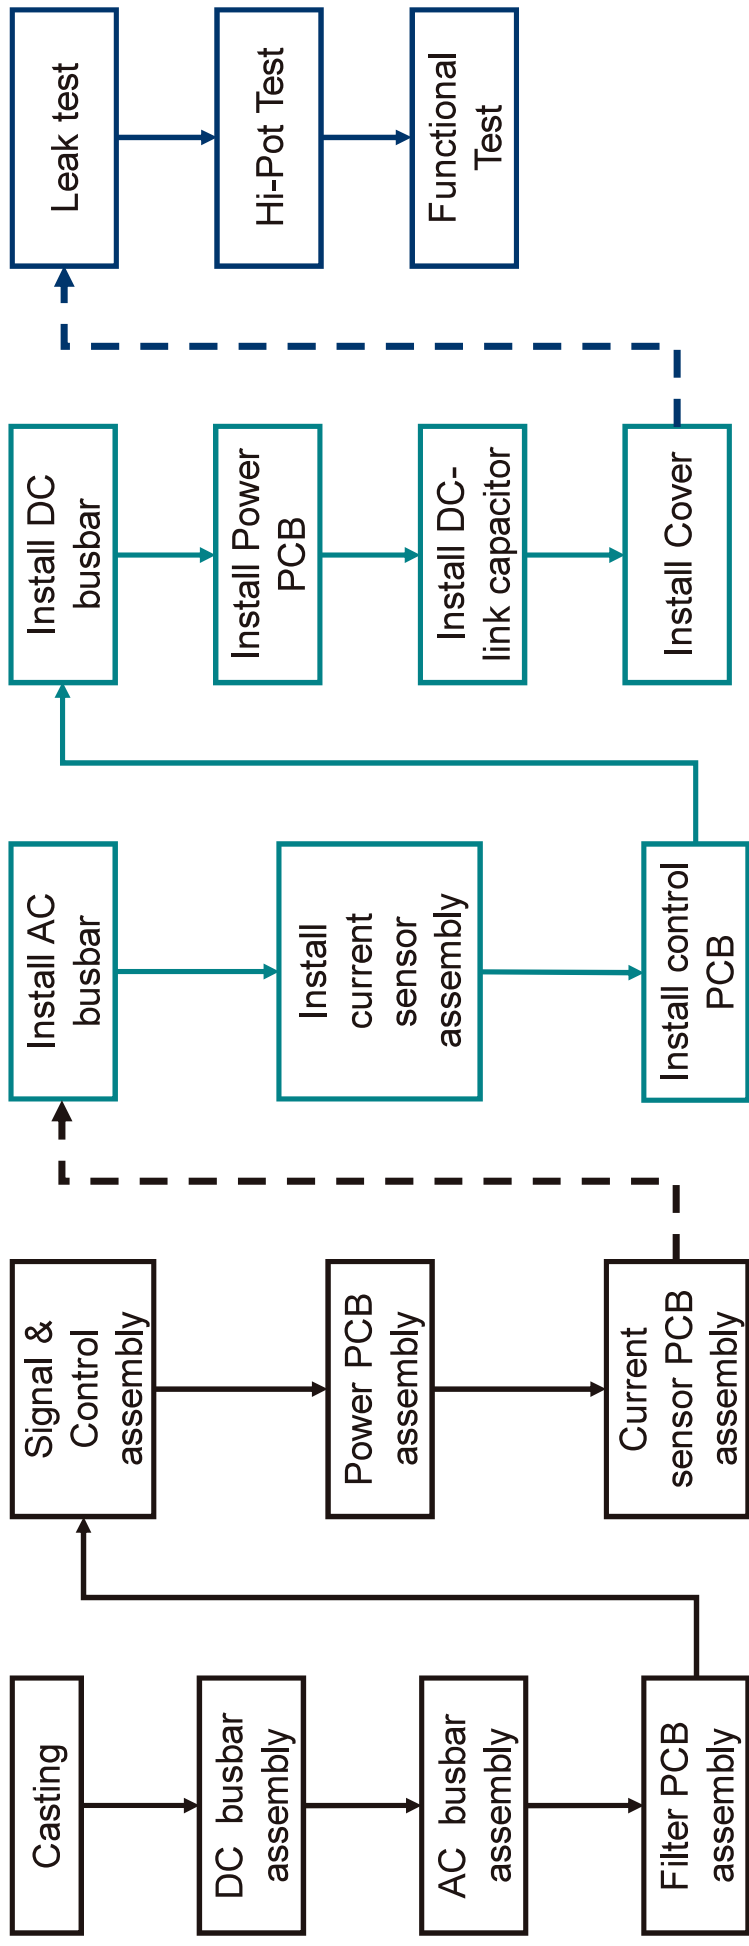 Casting
DC busbar
assembly
AC busbar
assembly
Filter PCB
assembly
Signal &
Control
assembly
Power PCB
assembly
Current
sensor PCB
assembly
Install AC
busbar
Install
current
sensor
assembly
Install control
PCB
Install DC
busbar
Install Power
PCB
Install DC-
link capacitor
Install Cover
Leak test
Hi-Pot Test
Functional
Test